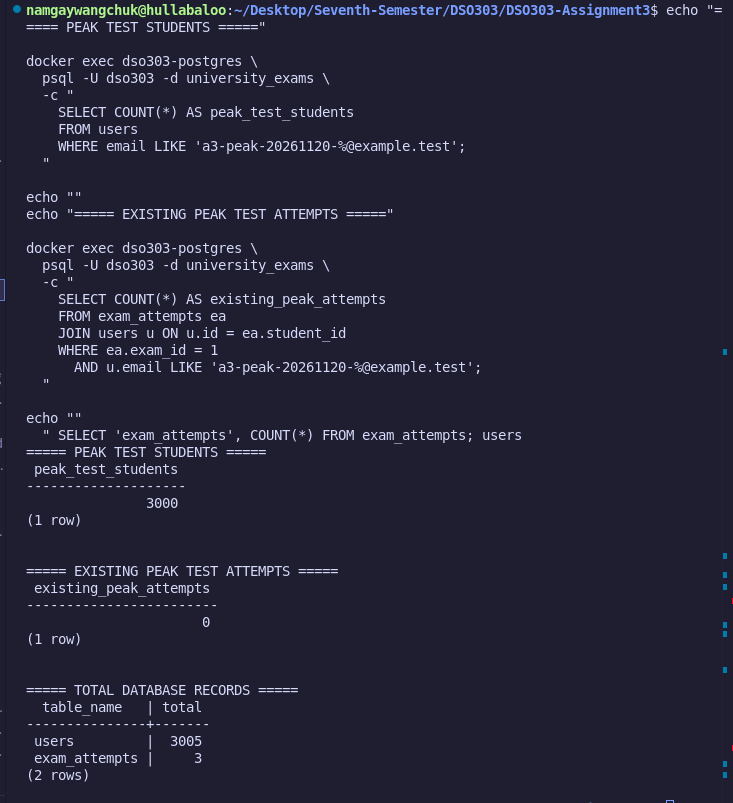 namgaywangchuk@hullabaloo:~/Desktop/Seventh-Semester/DSO303/DSO303-Assignment3$ echo "=
==== PEAK TEST STUDENTS ====="
docker exec dso303-postgres \
  psql -U dso303 -d university_exams \
  -c "
    SELECT COUNT(*) AS peak_test_students
    FROM users
    WHERE email LIKE 'a3-peak-20261120-%@example.test';
  "
echo ""
echo "===== EXISTING PEAK TEST ATTEMPTS ====="
docker exec dso303-postgres \
  psql -U dso303 -d university_exams \
  -c "
    SELECT COUNT(*) AS existing_peak_attempts
    FROM exam_attempts ea
    JOIN users u ON u.id = ea.student_id
    WHERE ea.exam_id = 1
      AND u.email LIKE 'a3-peak-20261120-%@example.test';
  "
echo ""
  " SELECT 'exam_attempts', COUNT(*) FROM exam_attempts; users
===== PEAK TEST STUDENTS =====
 peak_test_students
--------------------
               3000
(1 row)
===== EXISTING PEAK TEST ATTEMPTS =====
 existing_peak_attempts
------------------------
                      0
(1 row)
===== TOTAL DATABASE RECORDS =====
  table_name   | total
---------------+-------
 users         |  3005
 exam_attempts |     3
(2 rows)